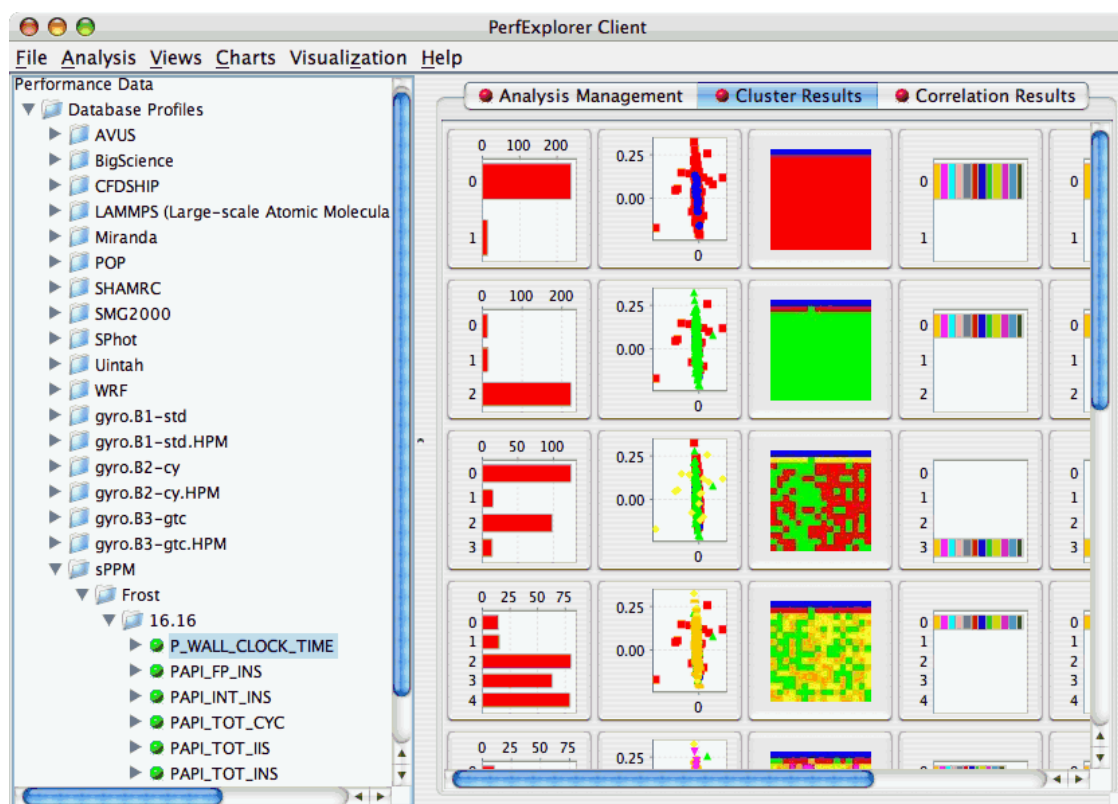 PerfExplorer Client
File Analysis Views Charts Visualization Help
Performance Data
Database Profiles
AVUS
BigScience
CFDSHIP
LAMMPS (Large-scale Atomic Molecula
Miranda
POP
SHAMRC
SMG2000
SPhot
Uintah
WRF
gyro.B1-std
gyro.B1-std.HPM
gyro.B2-cy
gyro.B2-cy.HPM
gyro.B3-gtc
gyro.B3-gtc.HPM
sPPM
Frost
16.16
P_WALL_CLOCK_TIME
PAPI_FP_INS
PAPI_INT_INS
PAPI_TOT_CYC
PAPI_TOT_IIS
PAPI_TOT_INS
Analysis Management Cluster Results Correlation Results
0 100 200
0
1
0.25
0.00
0
0
1
0
1
0 100 200
0
1
2
0.25
0.00
0
0
1
2
0
1
2
0 50 100
0
1
2
3
0.25
0.00
0
0
1
2
3
0
1
2
3
0 25 50 75
0
1
2
3
4
0.25
0.00
0
0
1
2
3
4
0
1
2
3
4
0 25 50 75
0
0.25
0
0